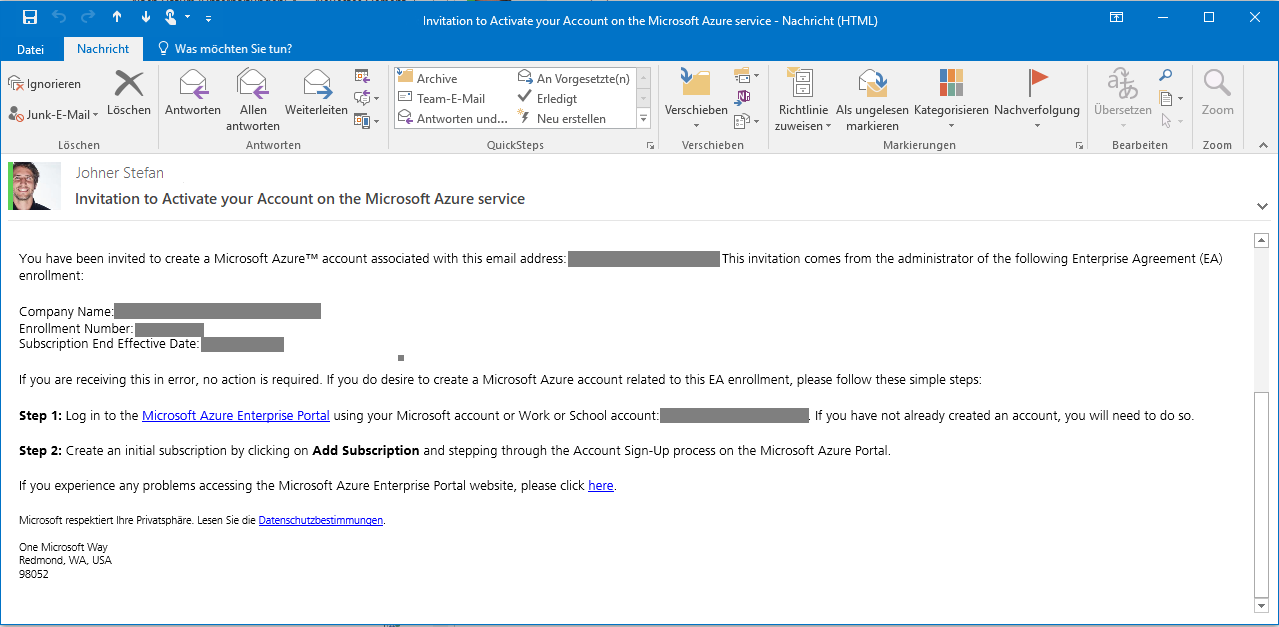 Invitation to Activate your Account on the Microsoft Azure service - Nachricht (HTML)
Datei
Nachricht
Was möchten Sie tun?
Ignorieren
Junk-E-Mail
Löschen
Löschen
Antworten
Allen
antworten
Weiterleiten
Antworten
Archive
Team-E-Mail
Antworten und...
An Vorgesetzte(n)
Erledigt
Neu erstellen
QuickSteps
Verschieben
Verschieben
Richtlinie
zuweisen
Als ungelesen
markieren
Kategorisieren
Nachverfolgung
Markierungen
Übersetzen
Bearbeiten
Zoom
Zoom
Johner Stefan
Invitation to Activate your Account on the Microsoft Azure service
You have been invited to create a Microsoft Azure™ account associated with this email address: This invitation comes from the administrator of the following Enterprise Agreement (EA)
enrollment:
Company Name:
Enrollment Number:
Subscription End Effective Date:
If you are receiving this in error, no action is required. If you do desire to create a Microsoft Azure account related to this EA enrollment, please follow these simple steps:
Step 1: Log in to the Microsoft Azure Enterprise Portal using your Microsoft account or Work or School account: . If you have not already created an account, you will need to do so.
Step 2: Create an initial subscription by clicking on Add Subscription and stepping through the Account Sign-Up process on the Microsoft Azure Portal.
If you experience any problems accessing the Microsoft Azure Enterprise Portal website, please click here.
Microsoft respektiert Ihre Privatsphäre. Lesen Sie die Datenschutzbestimmungen.
One Microsoft Way
Redmond, WA, USA
98052